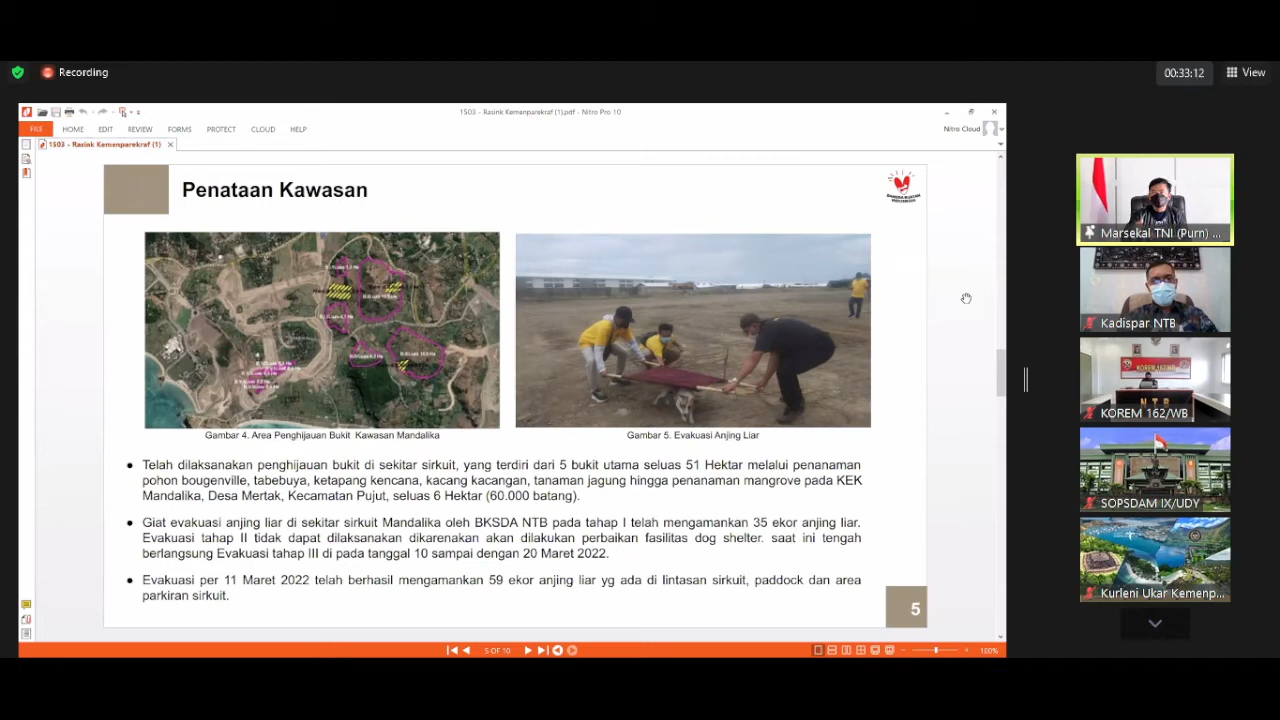 Recording
00:33:12
View
1503 - Rasink Kemenparekraf (1).pdf - Nitro Pro 10
FILE HOME EDIT REVIEW FORMS PROTECT CLOUD HELP
Nitro Cloud
1503 - Rasink Kemenparekraf (1)
Penataan Kawasan
Gambar 4. Area Penghijauan Bukit Kawasan Mandalika
Gambar 5. Evakuasi Anjing Liar
● Telah dilaksanakan penghijauan bukit di sekitar sirkuit, yang terdiri dari 5 bukit utama seluas 51 Hektar melalui penanaman
pohon bougenville, tabebuya, ketapang kencana, kacang kacangan, tanaman jagung hingga penanaman mangrove pada KEK
Mandalika, Desa Mertak, Kecamatan Pujut, seluas 6 Hektar (60.000 batang).
● Giat evakuasi anjing liar di sekitar sirkuit Mandalika oleh BKSDA NTB pada tahap I telah mengamankan 35 ekor anjing liar.
Evakuasi tahap II tidak dapat dilaksanakan dikarenakan akan dilakukan perbaikan fasilitas dog shelter. saat ini tengah
berlangsung Evakuasi tahap III di pada tanggal 10 sampai dengan 20 Maret 2022.
● Evakuasi per 11 Maret 2022 telah berhasil mengamankan 59 ekor anjing liar yg ada di lintasan sirkuit, paddock dan area
parkiran sirkuit.
5
5 OF 10
100%
Marsekal TNI (Purn) ...
Kadispar NTB
KOREM 162/WB
N T B
KOREM 162/WB
SOPSDAM IX/UDY
Kurleni Ukar Kemenp...